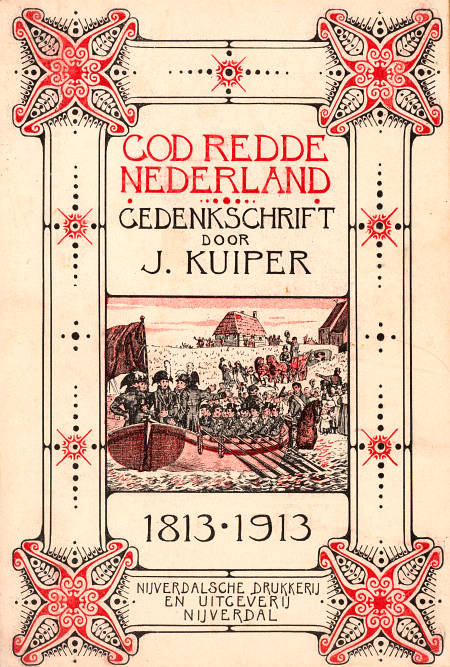 GOD REDDE
NEDERLAND
GEDENKSCHRIFT
DOOR
J. KUIPER
1813·1913
NIJVERDALSCHE DRUKKERIJ
EN UITGEVERIJ
NIJVERDAL